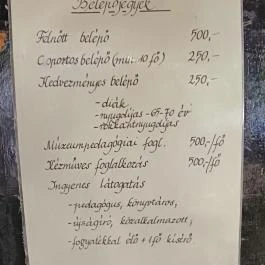 Belépőjegyek
Felnőtt belépő 500,-
Csoportos belépő (min. 10 fő) 250,-
Kedvezményes belépő 250,-
- diák
- nyugdíjas - 65-70 év
- rokkantnyugdíjas
Múzeumpedagógiai fogl. 500,-/fő
Kézműves foglalkozás 500,-/fő
Ingyenes látogatás
- pedagógus, könyvtáros,
- újságíró, közalkalmazott,
- fogyatékkal élő + 1 fő kísérő